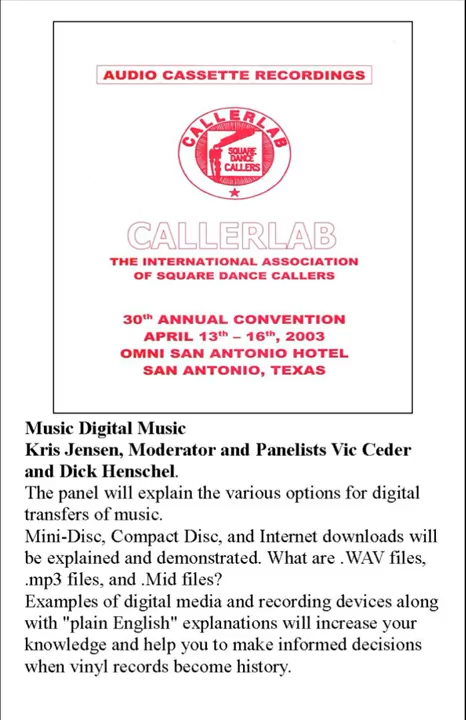 AUDIO CASSETTE RECORDINGS
CALLERLAB
SQUARE
DANCE
CALLERS
CALLERLAB
THE INTERNATIONAL ASSOCIATION
OF SQUARE DANCE CALLERS
30th ANNUAL CONVENTION
APRIL 13th – 16th, 2003
OMNI SAN ANTONIO HOTEL
SAN ANTONIO, TEXAS
Music Digital Music
Kris Jensen, Moderator and Panelists Vic Ceder
and Dick Henschel.
The panel will explain the various options for digital
transfers of music.
Mini-Disc, Compact Disc, and Internet downloads will
be explained and demonstrated. What are .WAV files,
.mp3 files, and .Mid files?
Examples of digital media and recording devices along
with "plain English" explanations will increase your
knowledge and help you to make informed decisions
when vinyl records become history.